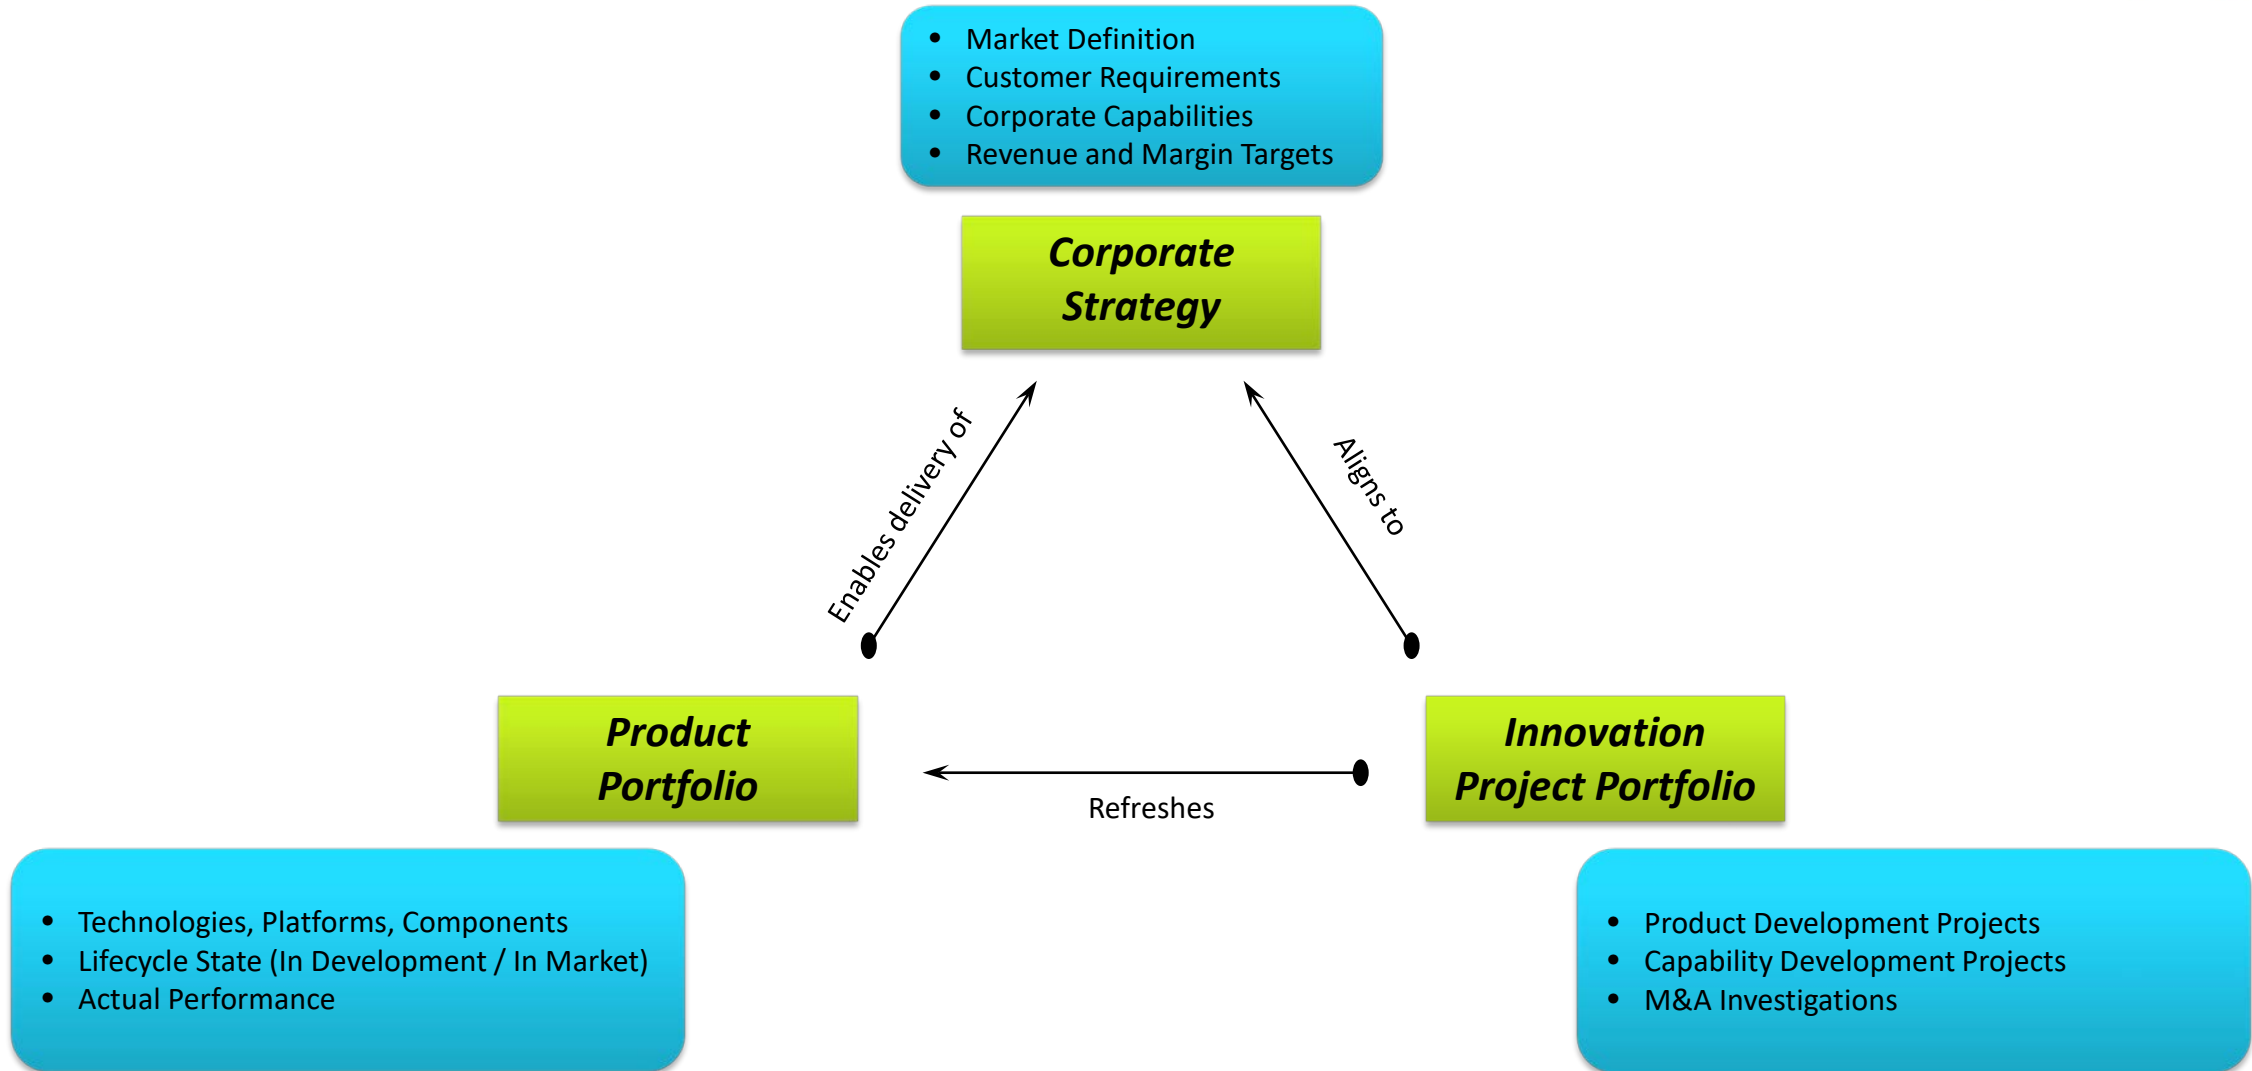 • Market Definition
• Customer Requirements
• Corporate Capabilities
• Revenue and Margin Targets
Corporate
Strategy
Enables delivery of
Aligns to
Product
Portfolio
Innovation
Project Portfolio
Refreshes
• Technologies, Platforms, Components
• Lifecycle State (In Development / In Market)
• Actual Performance
• Product Development Projects
• Capability Development Projects
• M&A Investigations